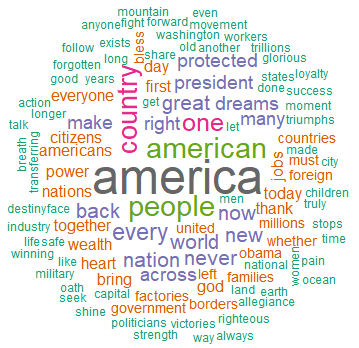 mountain even
anyone fight forward movement
bless washington workers
exists old another trillions
follow long share glorious
forgotten day protected states loyalty
good years first president done success
everyone get great dreams moment
action make right one many triumphs
longer let
talk citizens country american countries made
americans jobs must city
breath power america foreign
transferring nations today children
destiny face back people men now thank truly
industry together every united world new millions stops
life safe wealth nation never whether time
winning obama
like heart across left families national women pain
military bring god land earth ocean
oath capital factories borders allegiance
seek government righteous
shine politicians victories
strength way always